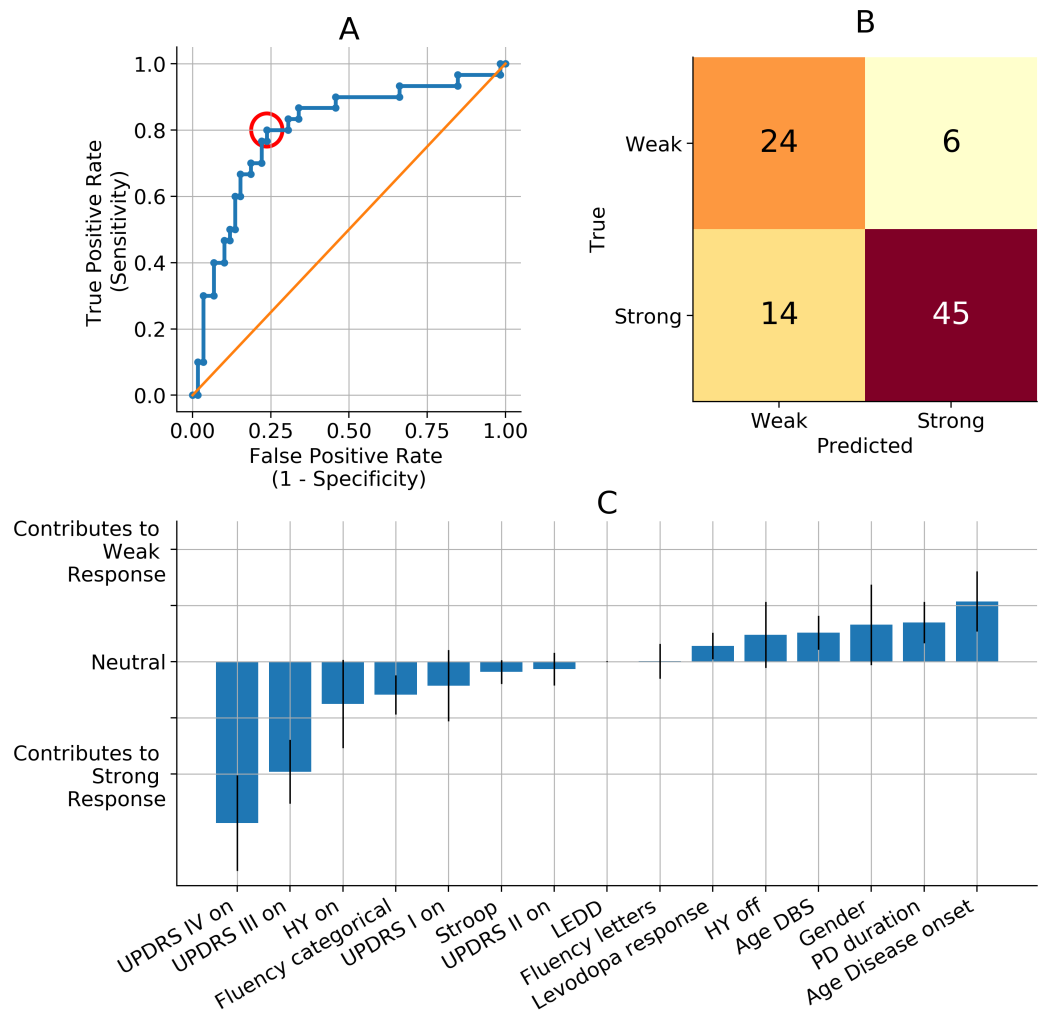 A
1.0
0.8
0.6
0.4
0.2
0.0
True Positive Rate
(Sensitivity)
0.00 0.25 0.50 0.75 1.00
False Positive Rate
(1 - Specificity)
B
Weak
Strong
True
24 6
14 45
Weak Strong
Predicted
C
Contributes to
Weak
Response
Neutral
Contributes to
Strong
Response
UPDRS IV on
UPDRS III on
HY on
Fluency categorical
UPDRS I on
Stroop
UPDRS II on
LEDD
Fluency letters
Levodopa response
HY off
Age DBS
Gender
PD duration
Age Disease onset